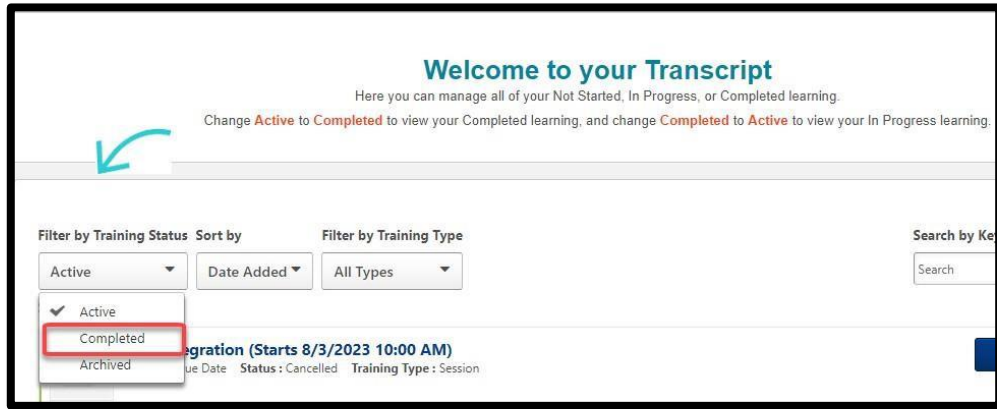 Welcome to your Transcript
Here you can manage all of your Not Started, In Progress, or Completed learning.
Change Active to Completed to view your Completed learning, and change Completed to Active to view your In Progress learning.
Filter by Training Status Sort by Filter by Training Type Search by Ke
Active Date Added All Types Search
Active
Completed
egration (Starts 8/3/2023 10:00 AM)
Archived ue Date Status : Cancelled Training Type : Session